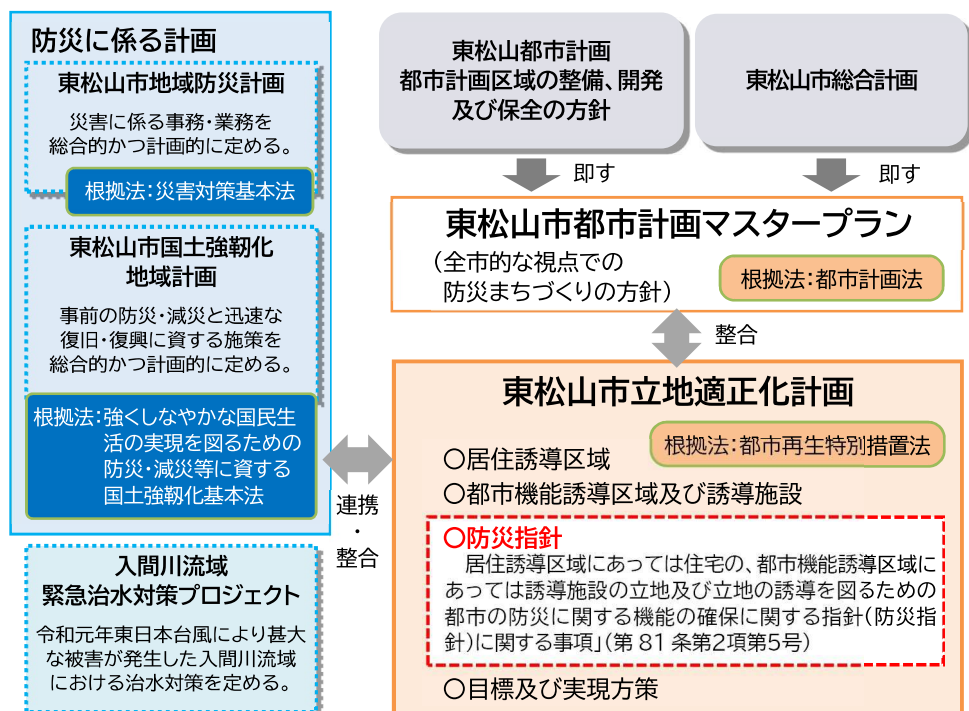 防災に係る計画
東松山市地域防災計画
災害に係る事務・業務を
総合的かつ計画的に定める。
根拠法:災害対策基本法
東松山市国土強靭化
地域計画
事前の防災・減災と迅速な
復旧・復興に資する施策を
総合的かつ計画的に定める。
根拠法:強くしなやかな国民生
活の実現を図るための
防災・減災等に資する
国土強靭化基本法
入間川流域
緊急治水対策プロジェクト
令和元年東日本台風により甚大
な被害が発生した入間川流域
における治水対策を定める。
連携
・
整合
東松山都市計画
都市計画区域の整備、開発
及び保全の方針
東松山市総合計画
即す
即す
東松山市都市計画マスタープラン
(全市的な視点での
防災まちづくりの方針)
根拠法:都市計画法
整合
東松山市立地適正化計画
根拠法:都市再生特別措置法
〇居住誘導区域
〇都市機能誘導区域及び誘導施設
〇防災指針
居住誘導区域にあっては住宅の、都市機能誘導区域に
あっては誘導施設の立地及び立地の誘導を図るための
都市の防災に関する機能の確保に関する指針(防災指
針)に関する事項」(第81条第2項第5号)
〇目標及び実現方策